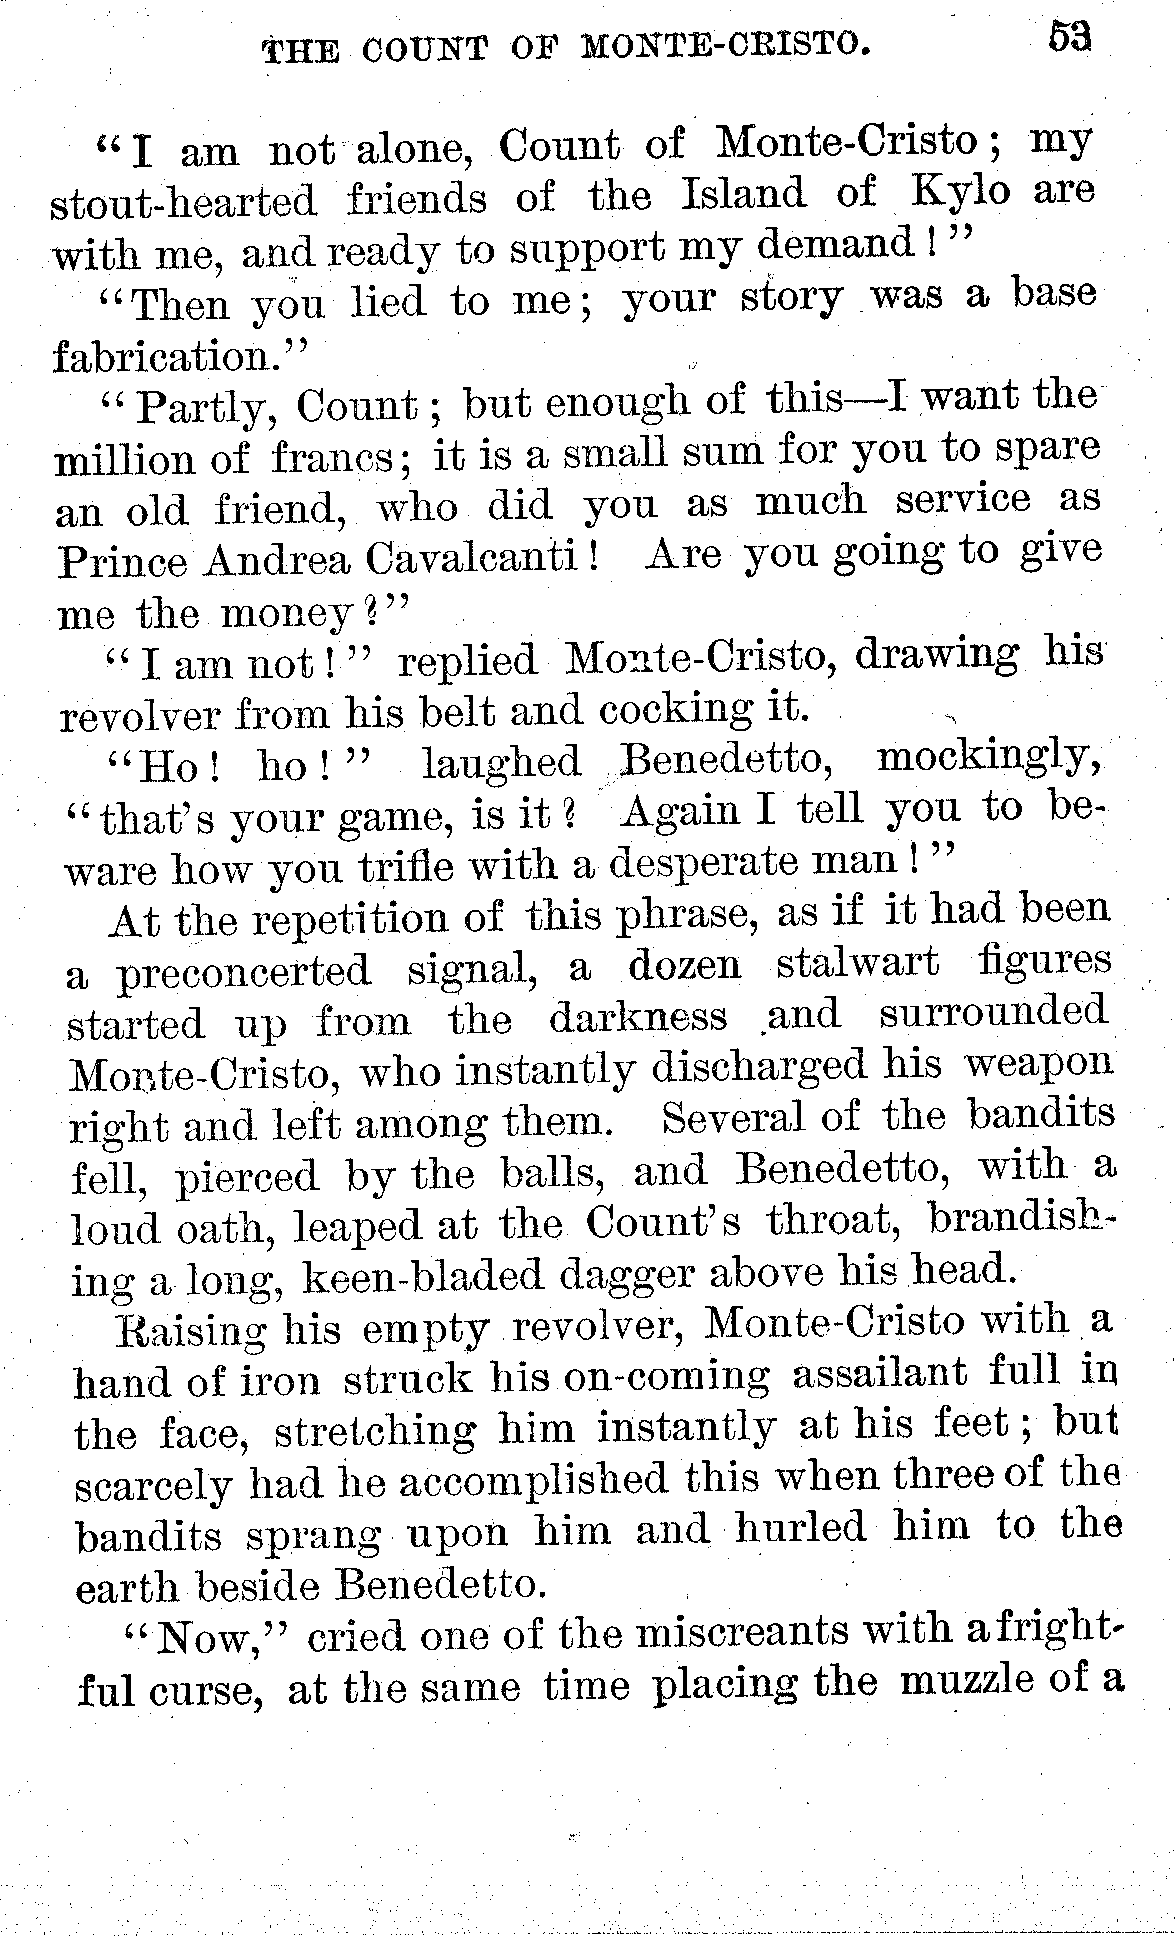 THE COUNT OF MONTE-CRISTO. 53
"I am not alone, Count of Monte-Cristo; my
stout-hearted friends of the Island of Kylo are
with me, and ready to support my demand!"
"Then you lied to me; your story was a base
fabrication."
"Partly, Count; but enough of this—I want the
million of francs; it is a small sum for you to spare
an old friend, who did you as much service as
Prince Andrea Cavalcanti! Are you going to give
me the money?"
"I am not!" replied Monte-Cristo, drawing his
revolver from his belt and cocking it.
"Ho! ho!" laughed Benedetto, mockingly,
"that's your game, is it? Again I tell you to be-
ware how you trifle with a desperate man!"
At the repetition of this phrase, as if it had been
a preconcerted signal, a dozen stalwart figures
started up from the darkness and surrounded
Monte-Cristo, who instantly discharged his weapon
right and left among them. Several of the bandits
fell, pierced by the balls, and Benedetto, with a
loud oath, leaped at the Count's throat, brandish-
ing a long, keen-bladed dagger above his head.
Raising his empty revolver, Monte-Cristo with a
hand of iron struck his on-coming assailant full in
the face, stretching him instantly at his feet; but
scarcely had he accomplished this when three of the
bandits sprang upon him and hurled him to the
earth beside Benedetto.
"Now," cried one of the miscreants with a fright-
ful curse, at the same time placing the muzzle of a